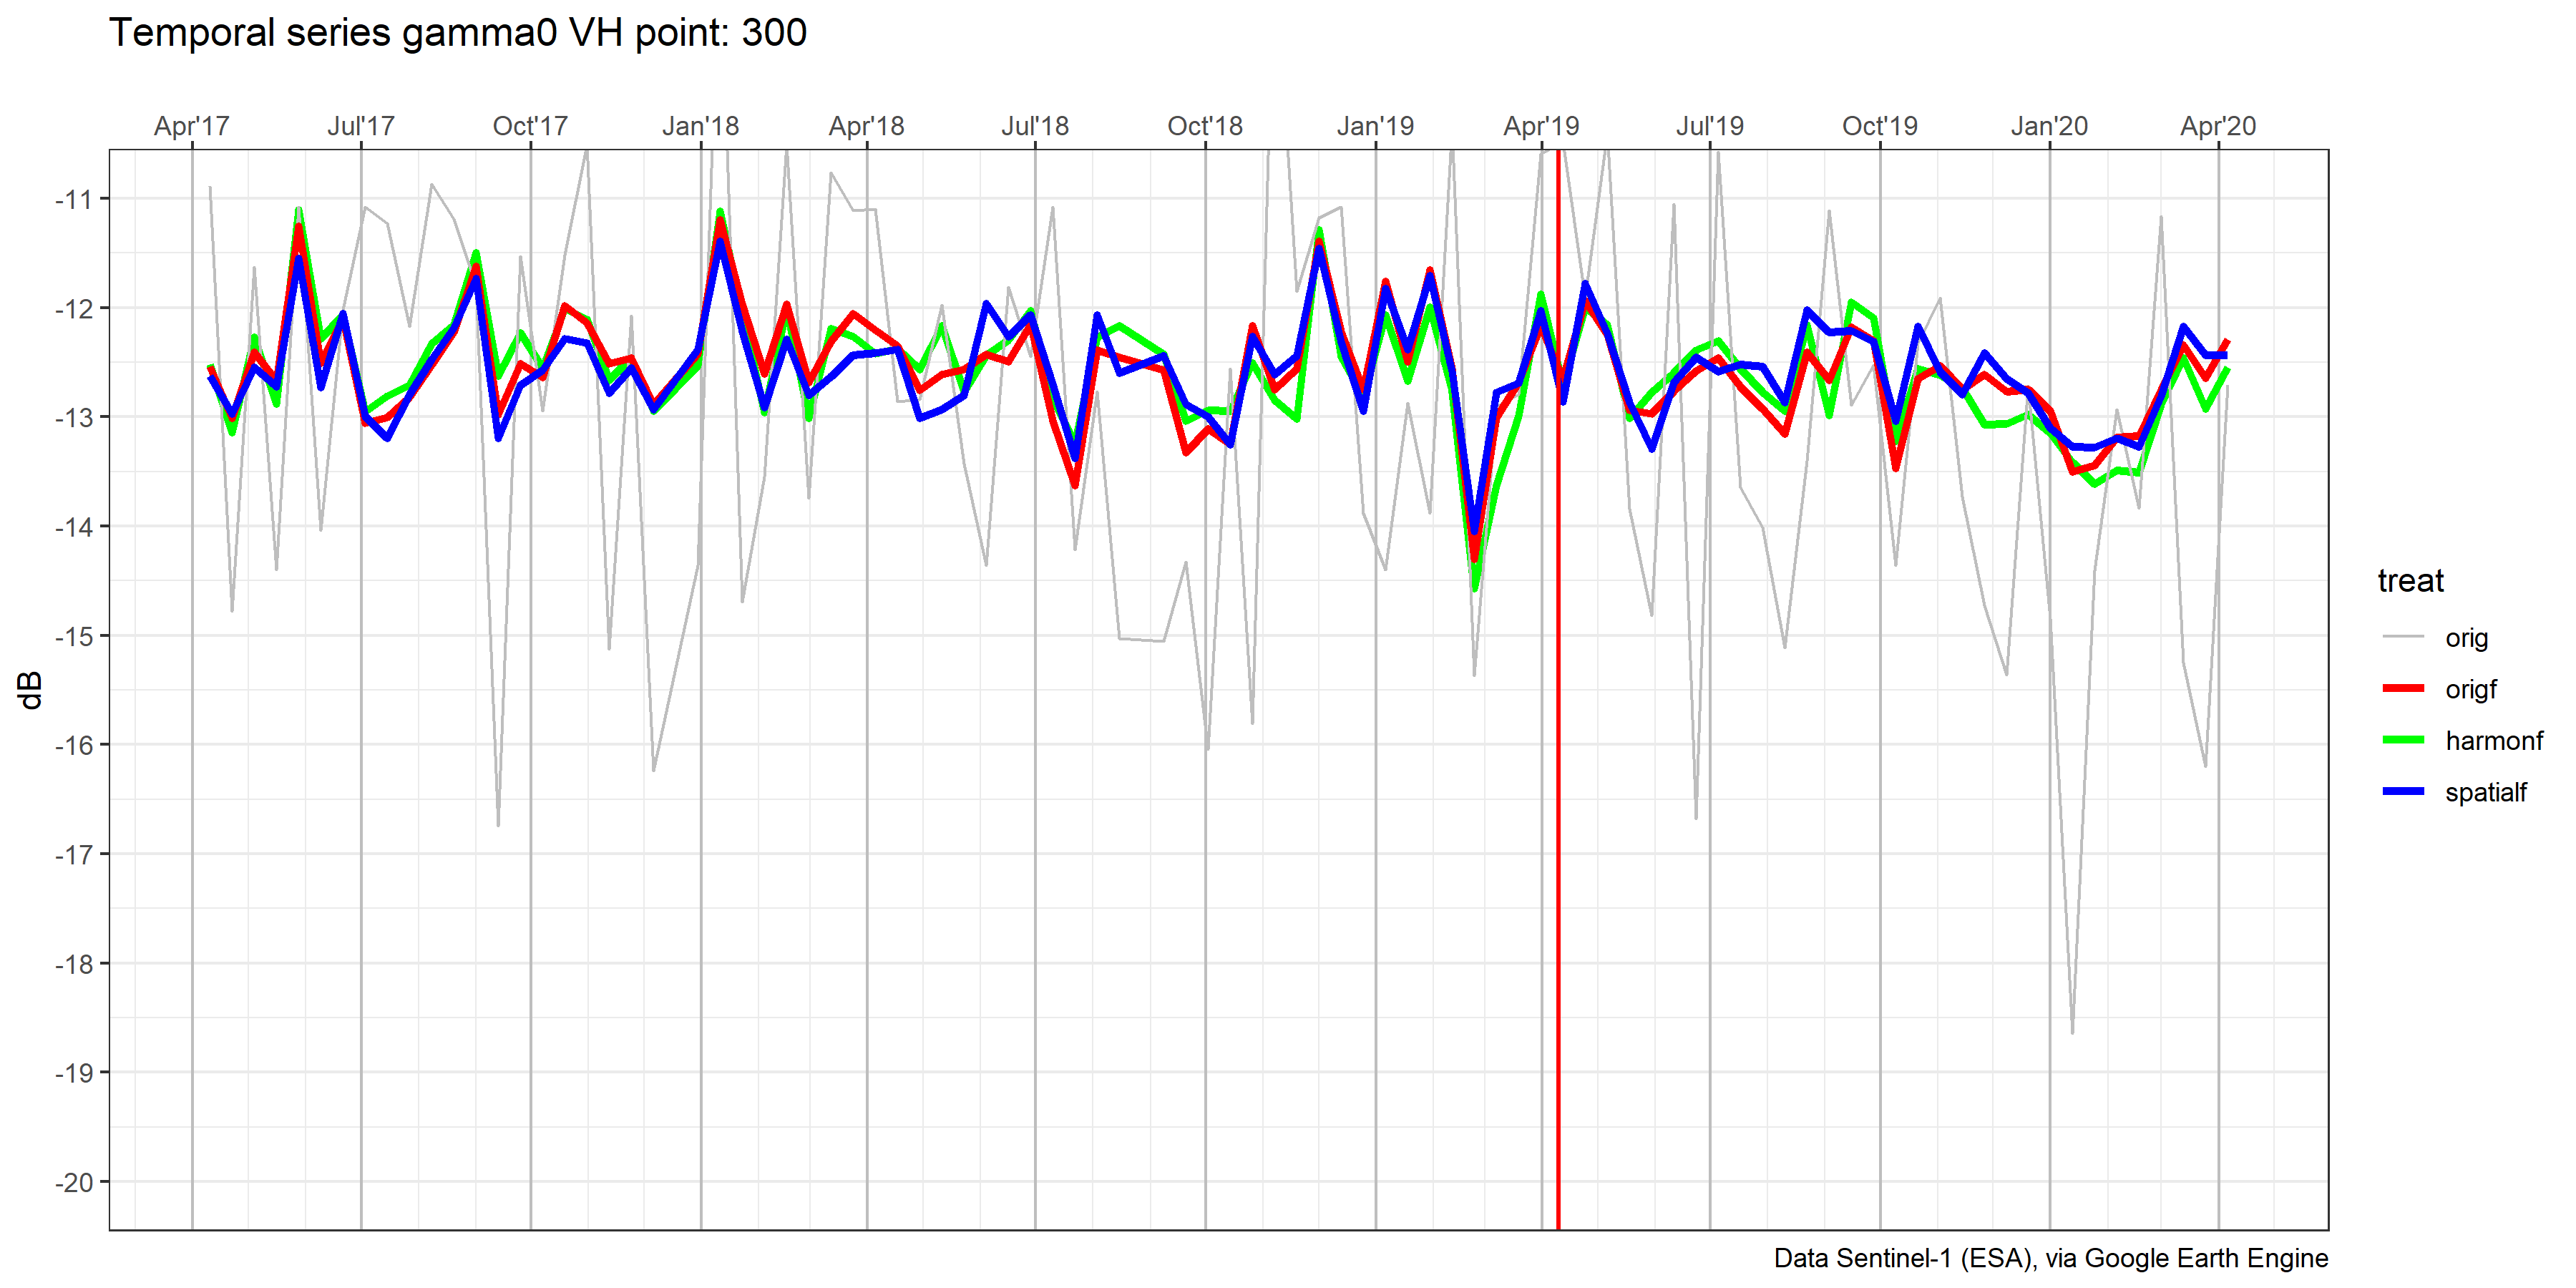 Temporal series gamma0 VH point: 300
Apr'17 Jul'17 Oct'17 Jan'18 Apr'18 Jul'18 Oct'18 Jan'19 Apr'19 Jul'19 Oct'19 Jan'20 Apr'20
-11
-12
-13
-14
-15
-16
-17
-18
-19
-20
dB
treat
orig
origf
harmonf
spatialf
Data Sentinel-1 (ESA), via Google Earth Engine